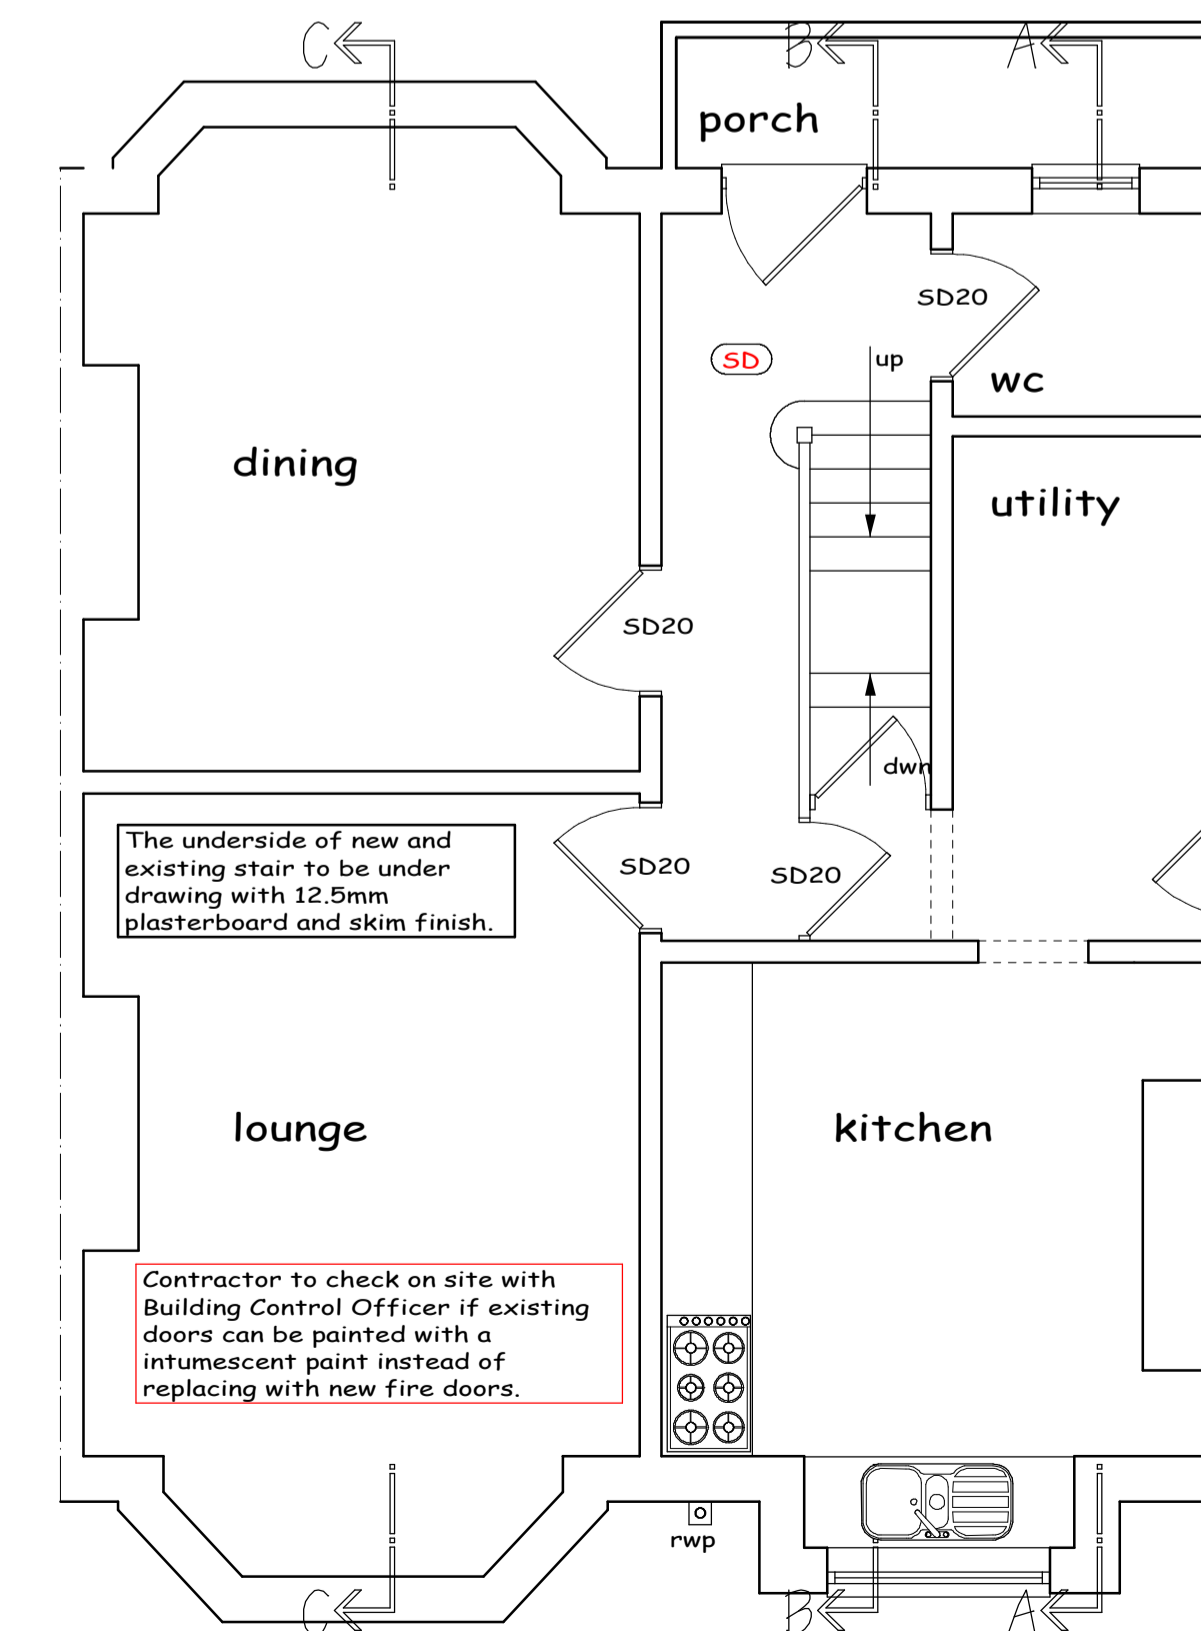 C
B
A
porch
SD20
SD
up
wc
dining
utility
SD20
dwn
The underside of new and
existing stair to be under
drawing with 12.5mm
plasterboard and skim finish.
SD20
SD20
lounge
kitchen
Contractor to check on site with
Building Control Officer if existing
doors can be painted with a
intumescent paint instead of
replacing with new fire doors.
rwp
C
B
A